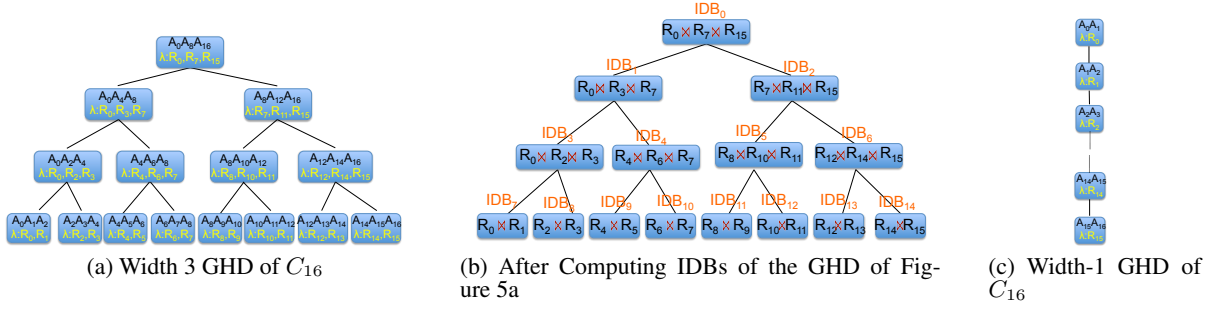 A₀A₈A₁₆
λ:R₀,R₇,R₁₅
A₀A₄A₈
λ:R₀,R₃,R₇
A₈A₁₂A₁₆
λ:R₇,R₁₁,R₁₅
A₀A₂A₄
λ:R₀,R₂,R₃
A₄A₆A₈
λ:R₄,R₆,R₇
A₈A₁₀A₁₂
λ:R₈,R₁₀,R₁₁
A₁₂A₁₄A₁₆
λ:R₁₂,R₁₄,R₁₅
A₀A₁A₂
λ:R₀,R₁
A₂A₃A₄
λ:R₂,R₃
A₄A₅A₆
λ:R₄,R₅
A₆A₇A₈
λ:R₆,R₇
A₈A₉A₁₀
λ:R₈,R₉
A₁₀A₁₁A₁₂
λ:R₁₀,R₁₁
A₁₂A₁₃A₁₄
λ:R₁₂,R₁₃
A₁₄A₁₅A₁₆
λ:R₁₄,R₁₅
(a) Width 3 GHD of C₁₆
IDB₀
R₀ ⋈ R₇ ⋈ R₁₅
IDB₁
R₀ ⋈ R₃ ⋈ R₇
IDB₂
R₇ ⋈ R₁₁ ⋈ R₁₅
IDB₃
R₀ ⋈ R₂ ⋈ R₃
IDB₄
R₄ ⋈ R₆ ⋈ R₇
IDB₅
R₈ ⋈ R₁₀ ⋈ R₁₁
IDB₆
R₁₂ ⋈ R₁₄ ⋈ R₁₅
IDB₇
R₀ ⋈ R₁
IDB₈
R₂ ⋈ R₃
IDB₉
R₄ ⋈ R₅
IDB₁₀
R₆ ⋈ R₇
IDB₁₁
R₈ ⋈ R₉
IDB₁₂
R₁₀ ⋈ R₁₁
IDB₁₃
R₁₂ ⋈ R₁₃
IDB₁₄
R₁₄ ⋈ R₁₅
(b) After Computing IDBs of the GHD of Fig-
ure 5a
A₀A₁
λ:R₀
A₁A₂
λ:R₁
A₂A₃
λ:R₂
A₁₄A₁₅
λ:R₁₄
A₁₅A₁₆
λ:R₁₅
(c) Width-1 GHD of
C₁₆